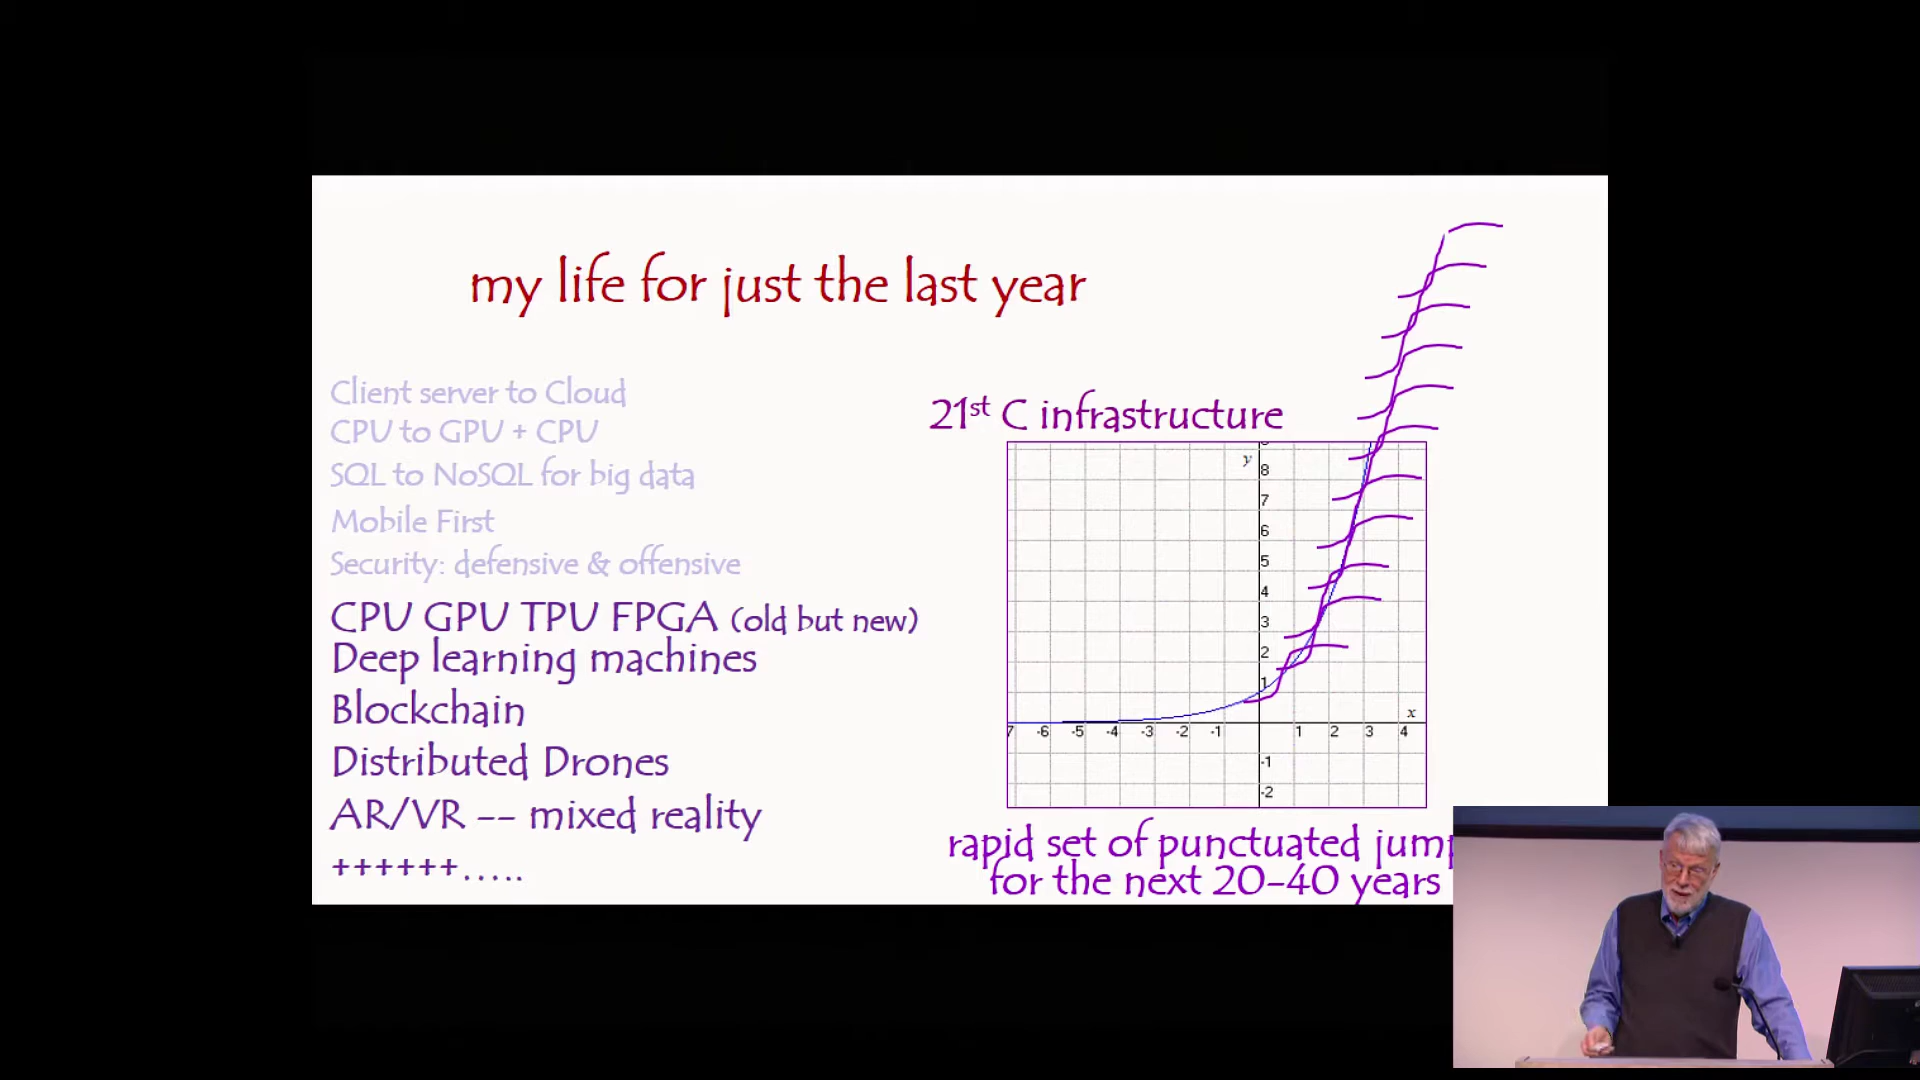 my life for just the last year
Client server to Cloud
CPU to GPU + CPU
SQL to NoSQL for big data
Mobile First
Security: defensive & offensive
CPU GPU TPU FPGA (old but new)
Deep learning machines
Blockchain
Distributed Drones
AR/VR -- mixed reality
++++++.....
21st C infrastructure
y
8
7
6
5
4
3
2
1
x
7 -6 -5 -4 -3 -2 -1 1 2 3 4
-1
-2
rapid set of punctuated jump
for the next 20-40 years